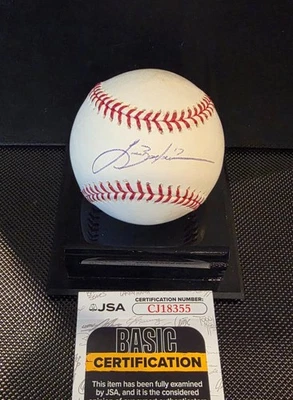 JSA
CERTIFICATION NUMBER
CJ18355
BASIC
CERTIFICATION
This item has been fully examined
by JSA, and it is the considered